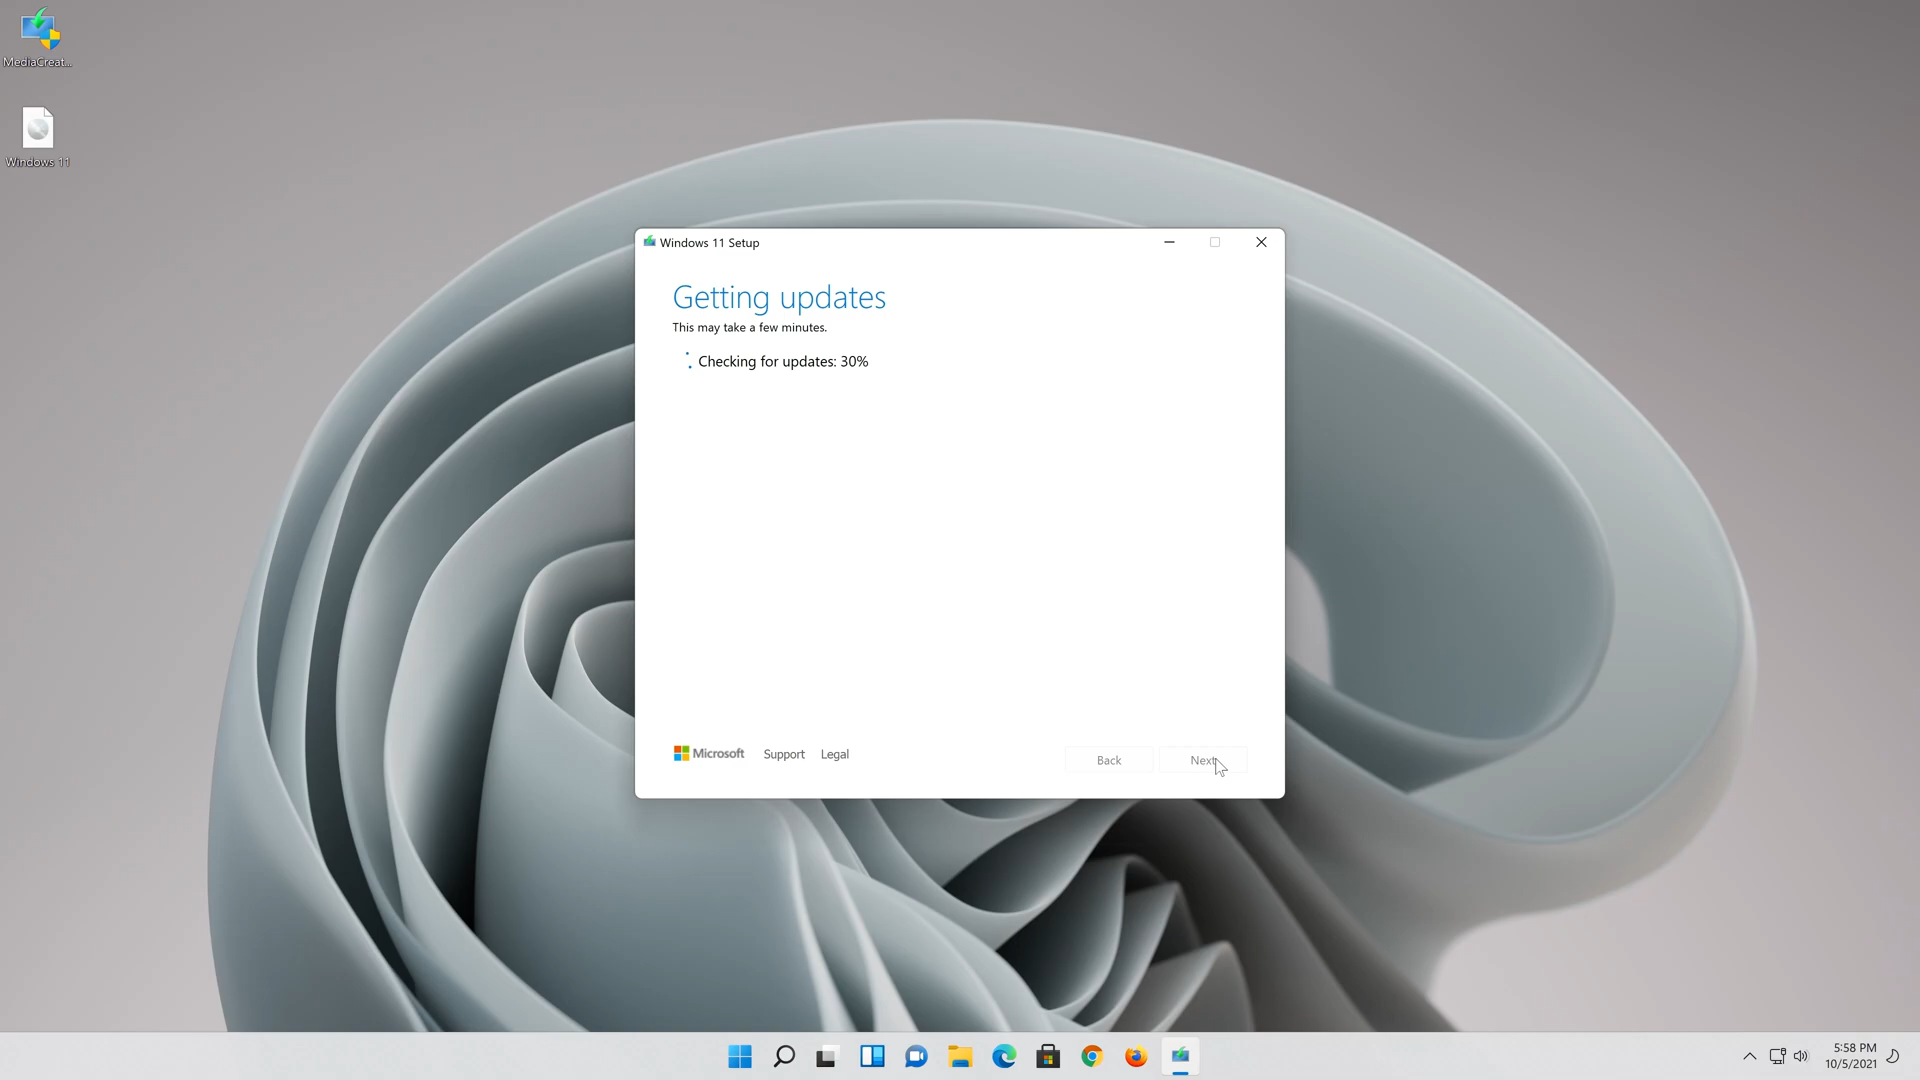 MediaCreat...
Windows 11
Windows 11 Setup
Getting updates
This may take a few minutes.
Checking for updates: 30%
Microsoft
Support
Legal
Back
Next
5:58 PM
10/5/2021